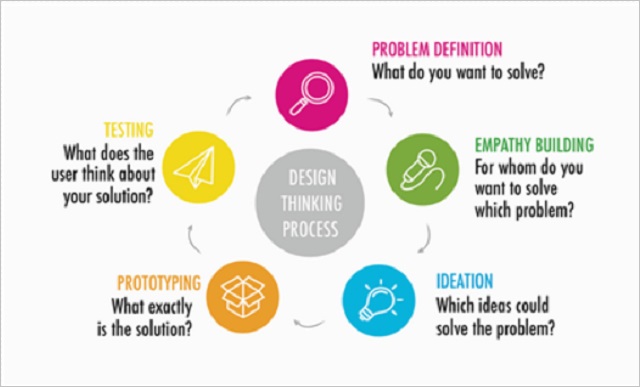 PROBLEM DEFINITION
What do you want to solve?
EMPATHY BUILDING
For whom do you
want to solve
which problem?
IDEATION
Which ideas could
solve the problem?
PROTOTYPING
What exactly
is the solution?
TESTING
What does the
user think about
your solution?
DESIGN
THINKING
PROCESS